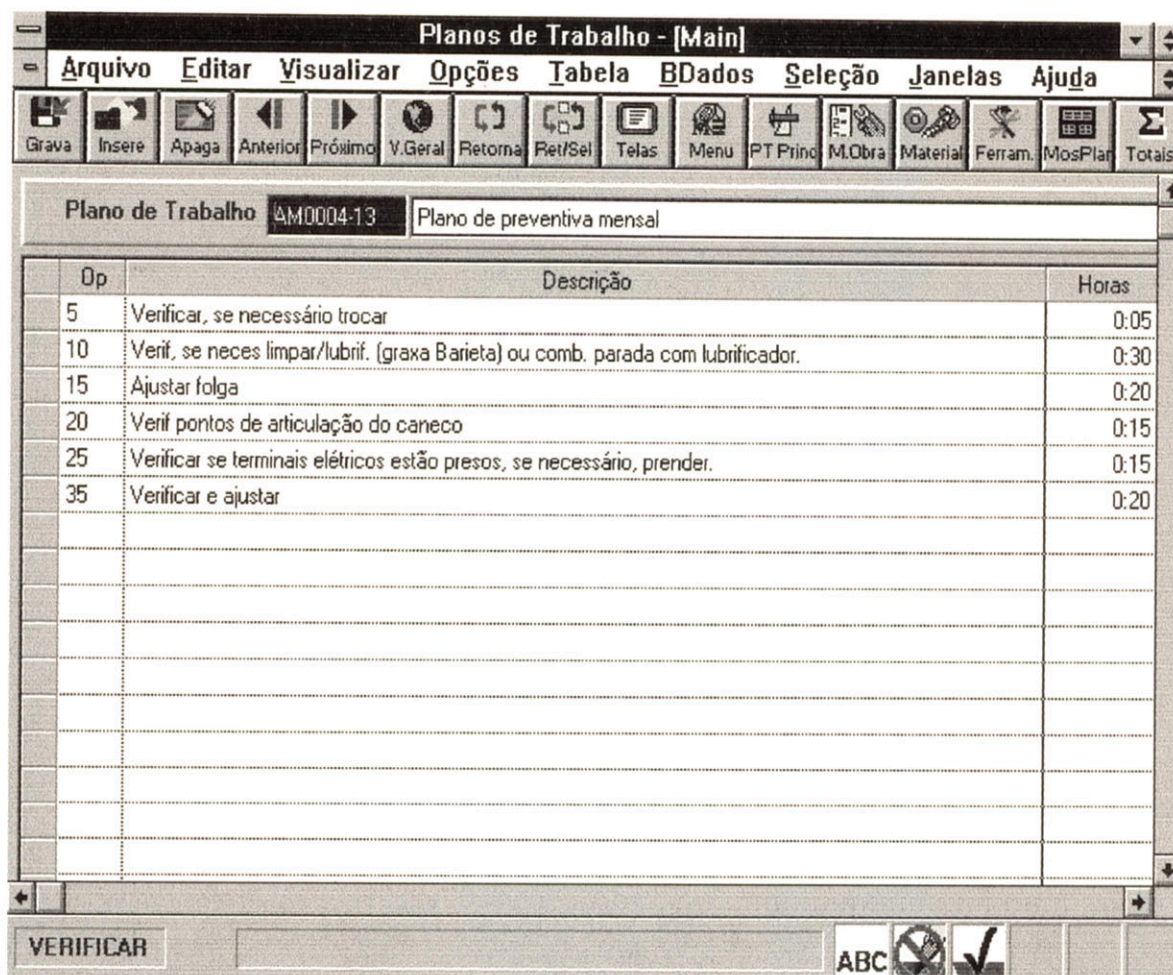 Planos de Trabalho - [Main]
Arquivo Editar Visualizar Opções Tabela BDados Seleção Janelas Ajuda
Grava Insere Apaga Anterior Próximo V.Geral Retorna Ret/Sel Telas Menu PT Princ M.Obra Material Ferram. MosPlan Totais
Plano de Trabalho AM0004-13 Plano de preventiva mensal
Op Descrição Horas
5 Verificar, se necessário trocar 0:05
10 Verif, se neces limpar/lubrif. (graxa Barieta) ou comb. parada com lubrificador. 0:30
15 Ajustar folga 0:20
20 Verif pontos de articulação do caneco 0:15
25 Verificar se terminais elétricos estão presos, se necessário, prender. 0:15
35 Verificar e ajustar 0:20
VERIFICAR ABC